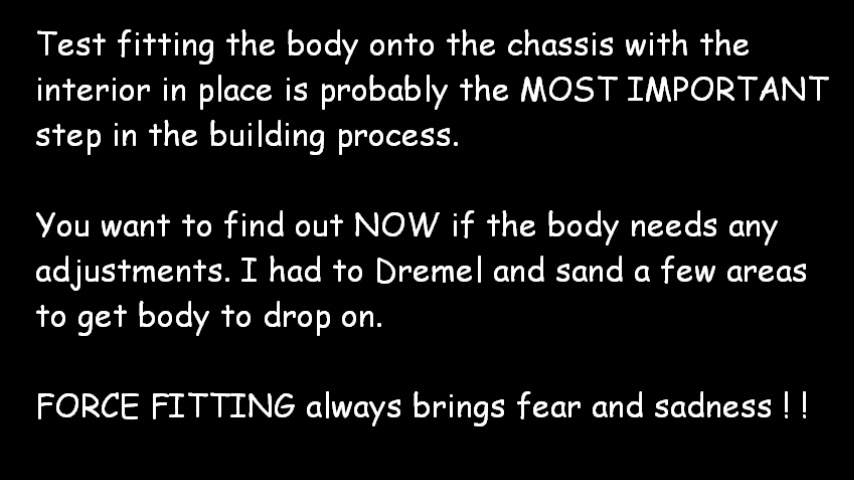 Test fitting the body onto the chassis with the
interior in place is probably the MOST IMPORTANT
step in the building process.
You want to find out NOW if the body needs any
adjustments. I had to Dremel and sand a few areas
to get body to drop on.
FORCE FITTING always brings fear and sadness ! !